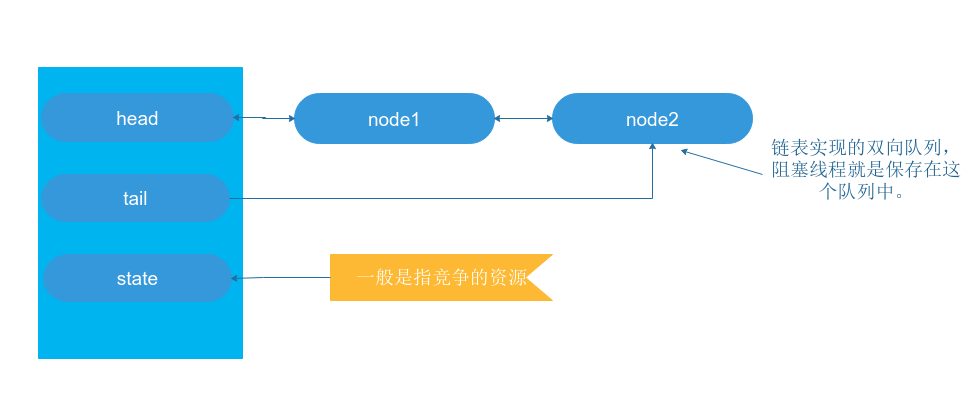 head
node1
node2
链表实现的双向队列，
阻塞线程就是保存在这
个队列中。
tail
state
一般是指竞争的资源